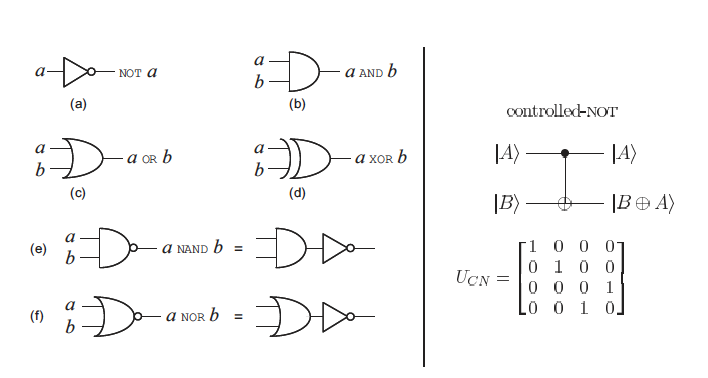 a NOT a
(a)
a b a AND b
(b)
a b a OR b
(c)
a b a XOR b
(d)
(e) a b a NAND b =
(f) a b a NOR b =
controlled-NOT
|A⟩ |A⟩
|B⟩ |B ⊕ A⟩
U_CN =
1 0 0 0
0 1 0 0
0 0 0 1
0 0 1 0